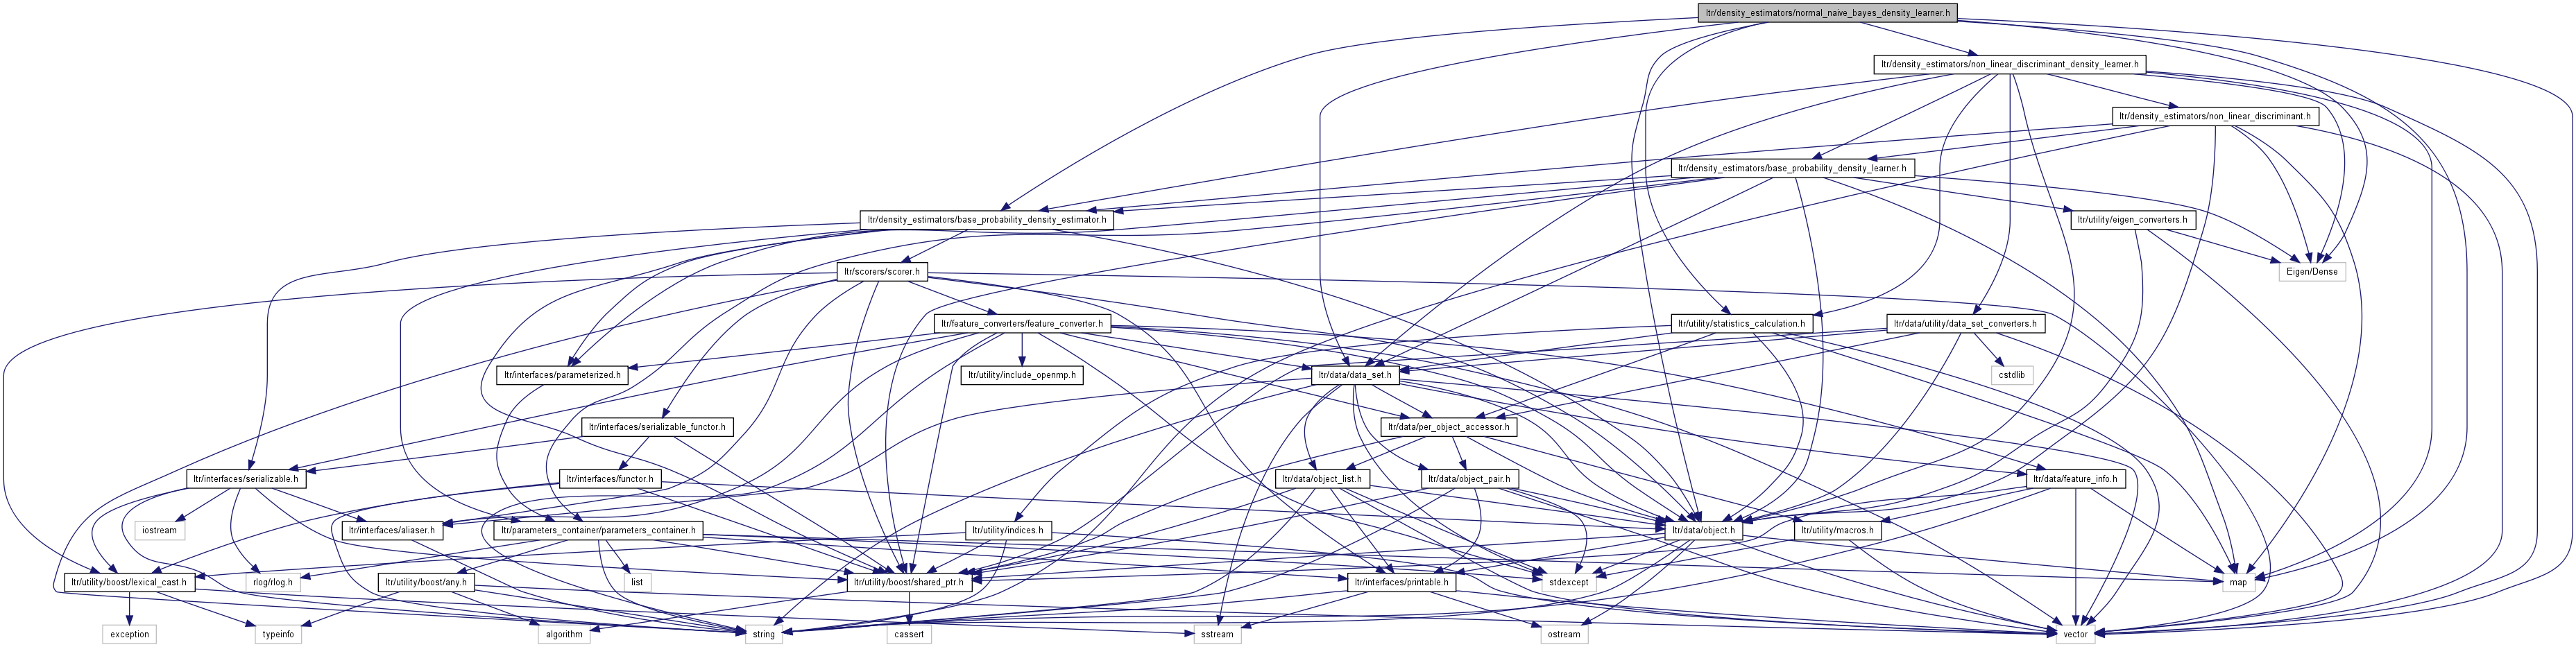 ltr/density_estimators/normal_naive_bayes_density_learner.h
ltr/density_estimators/non_linear_discriminant_density_learner.h
ltr/density_estimators/non_linear_discriminant.h
ltr/density_estimators/base_probability_density_learner.h
ltr/density_estimators/base_probability_density_estimator.h
ltr/utility/eigen_converters.h
ltr/scorers/scorer.h
Eigen/Dense
ltr/feature_converters/feature_converter.h
ltr/utility/statistics_calculation.h
ltr/data/utility/data_set_converters.h
ltr/interfaces/parameterized.h
ltr/utility/include_openmp.h
ltr/data/data_set.h
cstdlib
ltr/interfaces/serializable_functor.h
ltr/data/per_object_accessor.h
ltr/interfaces/serializable.h
ltr/interfaces/functor.h
ltr/data/object_list.h
ltr/data/object_pair.h
ltr/data/feature_info.h
iostream
ltr/interfaces/aliaser.h
ltr/parameters_container/parameters_container.h
ltr/utility/indices.h
ltr/data/object.h
ltr/utility/macros.h
ltr/utility/boost/lexical_cast.h
rlog/rlog.h
ltr/utility/boost/any.h
list
ltr/utility/boost/shared_ptr.h
ltr/interfaces/printable.h
stdexcept
map
exception
typeinfo
algorithm
string
cassert
sstream
ostream
vector